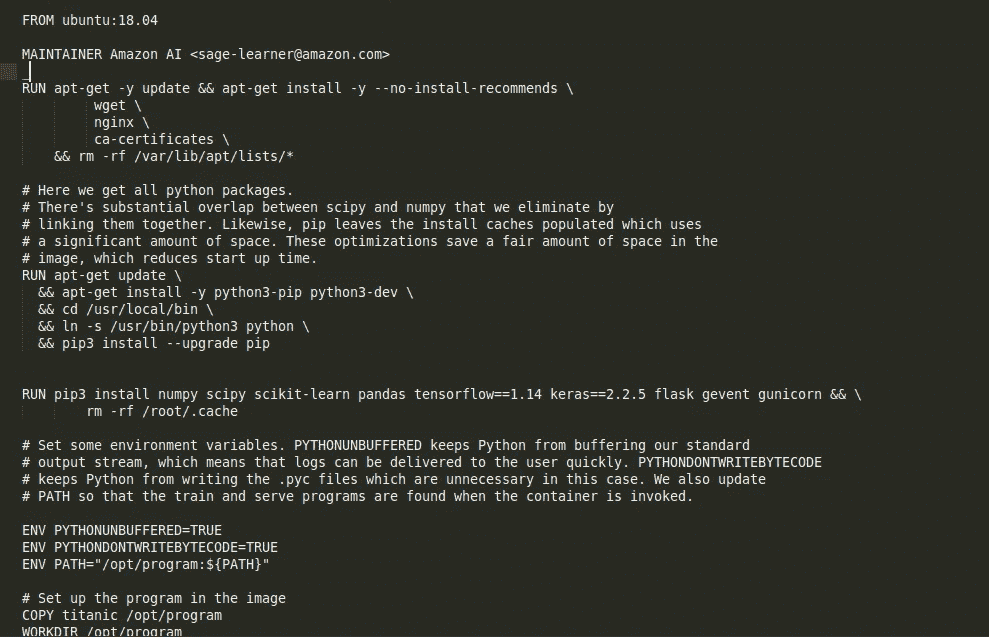 FROM ubuntu:18.04
MAINTAINER Amazon AI <sage-learner@amazon.com>
RUN apt-get -y update && apt-get install -y --no-install-recommends \
wget \
nginx \
ca-certificates \
&& rm -rf /var/lib/apt/lists/*
# Here we get all python packages.
# There's substantial overlap between scipy and numpy that we eliminate by
# linking them together. Likewise, pip leaves the install caches populated which uses
# a significant amount of space. These optimizations save a fair amount of space in the
# image, which reduces start up time.
RUN apt-get update \
&& apt-get install -y python3-pip python3-dev \
&& cd /usr/local/bin \
&& ln -s /usr/bin/python3 python \
&& pip3 install --upgrade pip
RUN pip3 install numpy scipy scikit-learn pandas tensorflow==1.14 keras==2.2.5 flask gevent gunicorn && \
rm -rf /root/.cache
# Set some environment variables. PYTHONUNBUFFERED keeps Python from buffering our standard
# output stream, which means that logs can be delivered to the user quickly. PYTHONDONTWRITEBYTECODE
# keeps Python from writing the .pyc files which are unnecessary in this case. We also update
# PATH so that the train and serve programs are found when the container is invoked.
ENV PYTHONUNBUFFERED=TRUE
ENV PYTHONDONTWRITEBYTECODE=TRUE
ENV PATH="/opt/program:${PATH}"
# Set up the program in the image
COPY titanic /opt/program
WORKDIR /opt/program